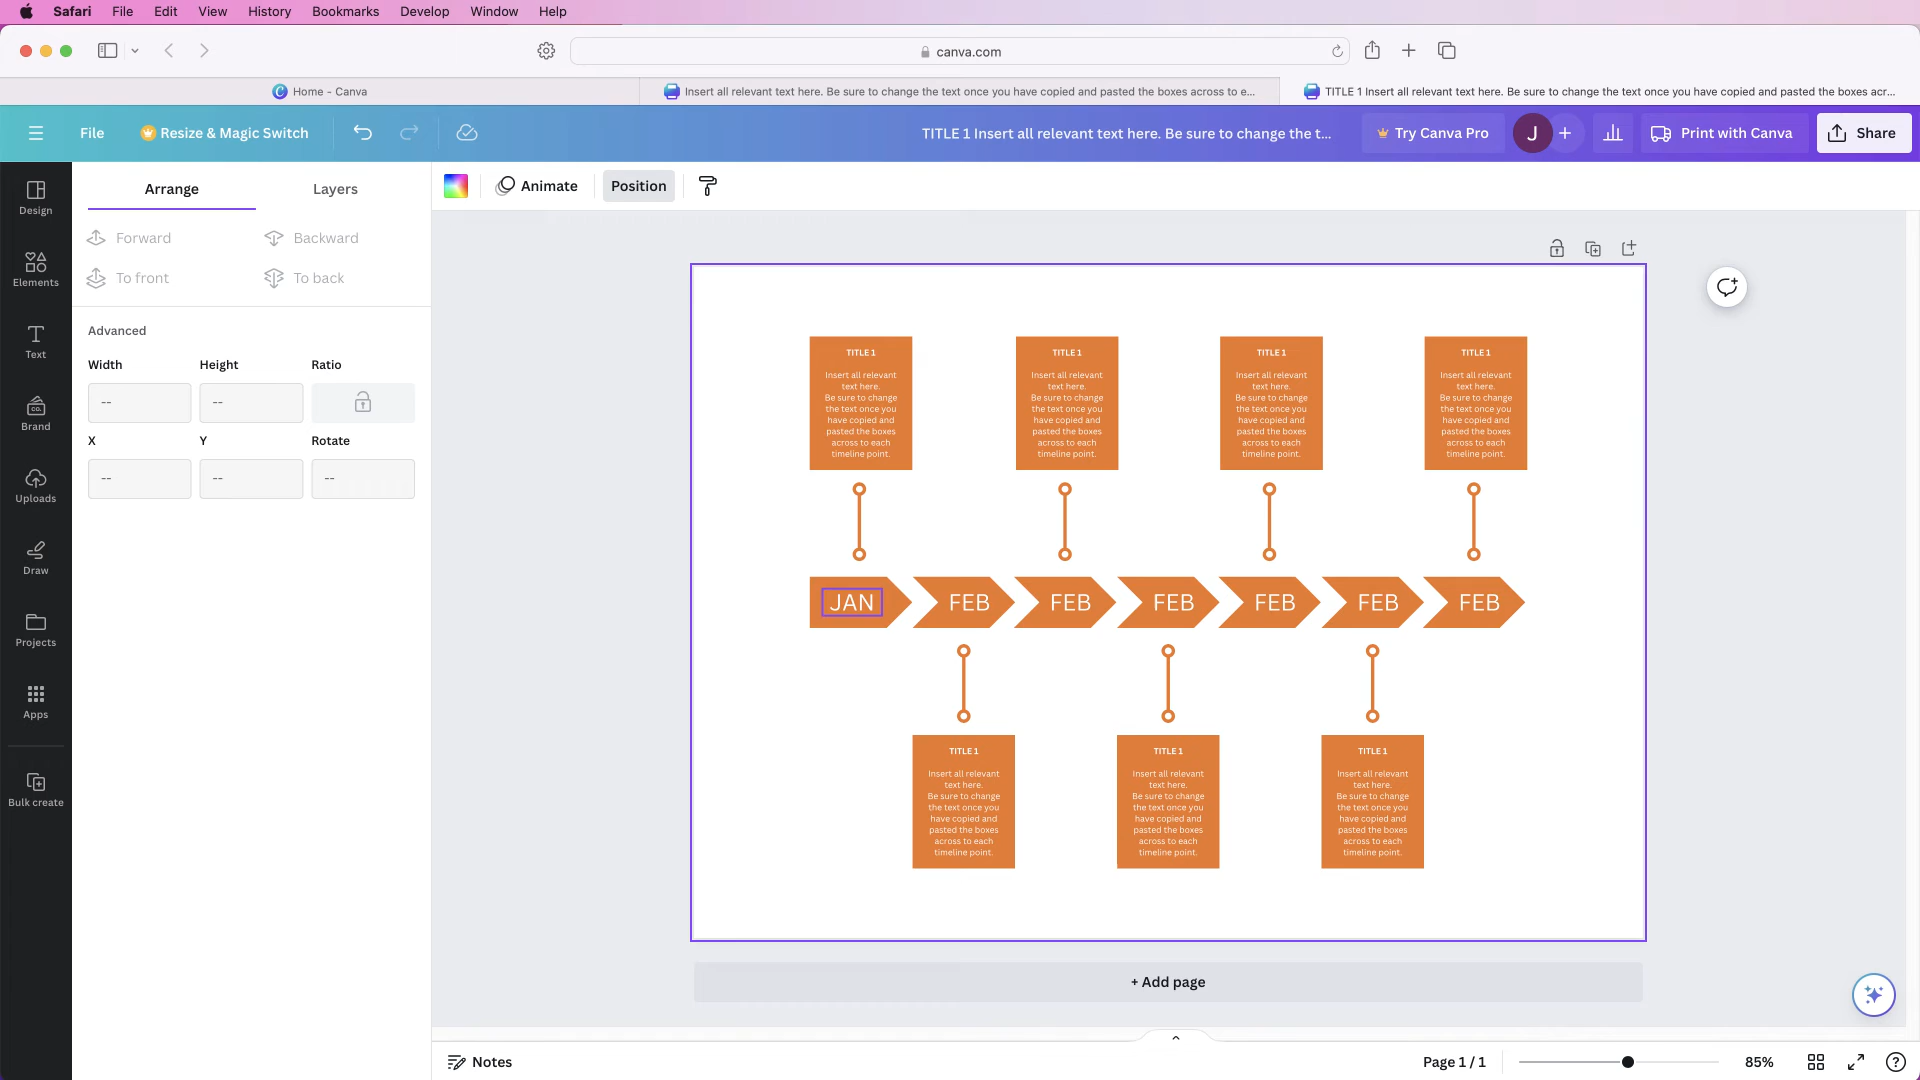 Safari File Edit View History Bookmarks Develop Window Help
canva.com
Home - Canva
Insert all relevant text here. Be sure to change the text once you have copied and pasted the boxes across to e...
TITLE 1 Insert all relevant text here. Be sure to change the text once you have copied and pasted the boxes acr...
File
Resize & Magic Switch
TITLE 1 Insert all relevant text here. Be sure to change the t...
Try Canva Pro
J
Print with Canva
Share
Design
Elements
Text
Brand
Uploads
Draw
Projects
Apps
Bulk create
Arrange
Layers
Forward
Backward
To front
To back
Advanced
Width
Height
Ratio
--
--
X
Y
Rotate
--
--
--
Animate
Position
TITLE 1
Insert all relevant
text here.
Be sure to change
the text once you
have copied and
pasted the boxes
across to each
timeline point.
TITLE 1
Insert all relevant
text here.
Be sure to change
the text once you
have copied and
pasted the boxes
across to each
timeline point.
TITLE 1
Insert all relevant
text here.
Be sure to change
the text once you
have copied and
pasted the boxes
across to each
timeline point.
TITLE 1
Insert all relevant
text here.
Be sure to change
the text once you
have copied and
pasted the boxes
across to each
timeline point.
JAN
FEB
FEB
FEB
FEB
FEB
FEB
TITLE 1
Insert all relevant
text here.
Be sure to change
the text once you
have copied and
pasted the boxes
across to each
timeline point.
TITLE 1
Insert all relevant
text here.
Be sure to change
the text once you
have copied and
pasted the boxes
across to each
timeline point.
TITLE 1
Insert all relevant
text here.
Be sure to change
the text once you
have copied and
pasted the boxes
across to each
timeline point.
+ Add page
Notes
Page 1 / 1
85%